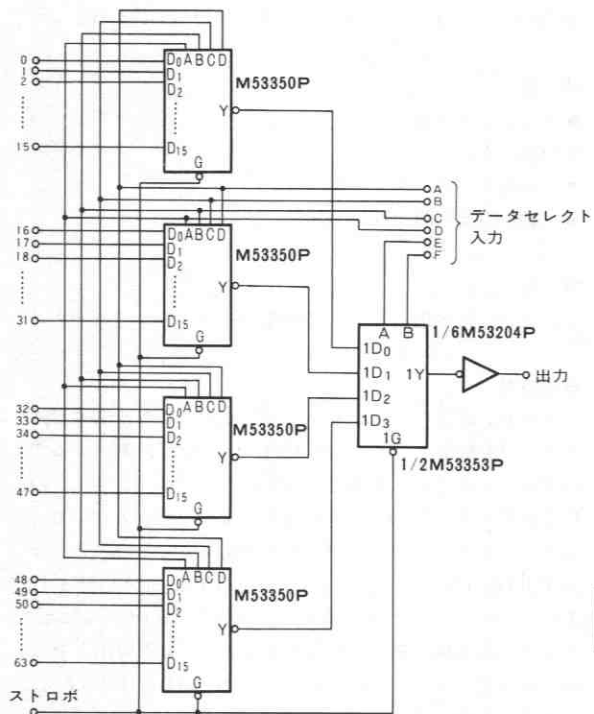 D₀ABCD
0
1
2
15
D₁
D₂
D₁₅
Y
G
M53350P
A
B
C
D
E
F
データセレクト
入力
16
17
18
31
D₀ABCD
D₁
D₂
D₁₅
Y
G
M53350P
A B
1/6M53204P
1D₀
1D₁
1D₂
1D₃
1Y
1G
出力
1/2M53353P
32
33
34
47
D₀ABCD
D₁
D₂
D₁₅
Y
G
M53350P
48
49
50
63
D₀ABCD
D₁
D₂
D₁₅
Y
G
M53350P
ストロボ